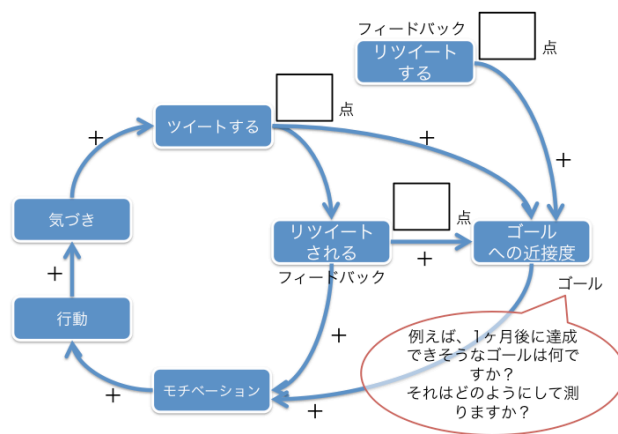 フィードバック
リツイート
する
点
点
ツイートする
+
+
+
気づき
リツイート
される
フィードバック
点
+
ゴール
への近接度
ゴール
+
行動
+
+
モチベーション
+
例えば、1ヶ月後に達成
できそうなゴールは何で
すか?
それはどのようにして測
りますか?